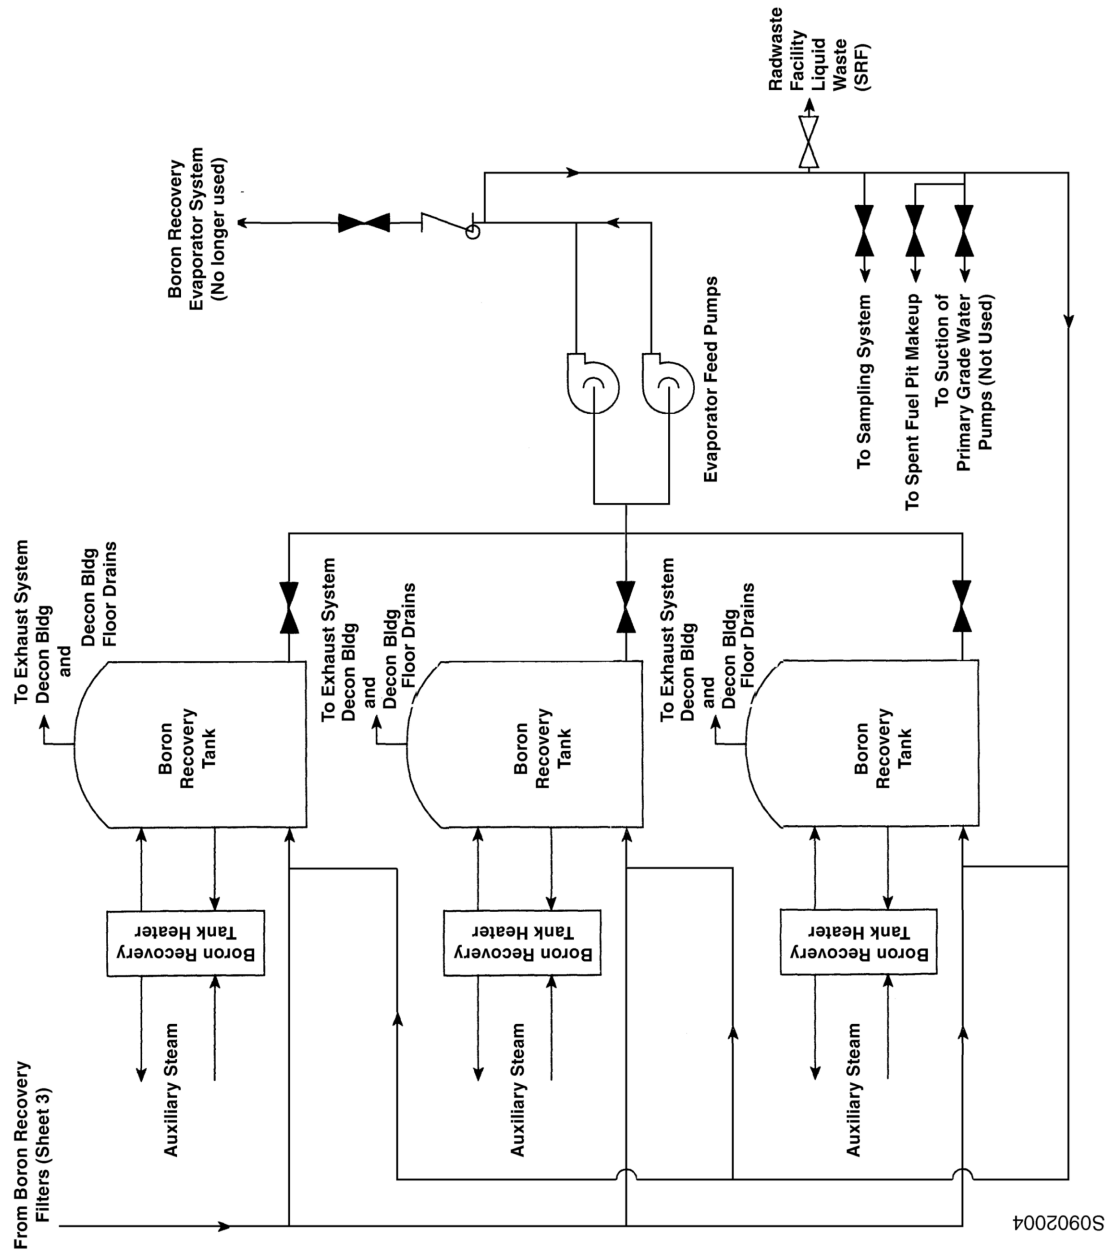 From Boron Recovery
Filters (Sheet 3)
Auxiliary Steam
Boron Recovery
Tank Heater
Boron
Recovery
Tank
To Exhaust System
Decon Bldg
and
Decon Bldg
Floor Drains
Auxiliary Steam
Boron Recovery
Tank Heater
Boron
Recovery
Tank
To Exhaust System
Decon Bldg
and
Decon Bldg
Floor Drains
Auxiliary Steam
Boron Recovery
Tank Heater
Boron
Recovery
Tank
To Exhaust System
Decon Bldg
and
Decon Bldg
Floor Drains
Evaporator Feed Pumps
Boron Recovery
Evaporator System
(No longer used)
Radwaste
Facility
Liquid
Waste
(SRF)
To Sampling System
To Spent Fuel Pit Makeup
To Suction of
Primary Grade Water
Pumps (Not Used)
S0902004